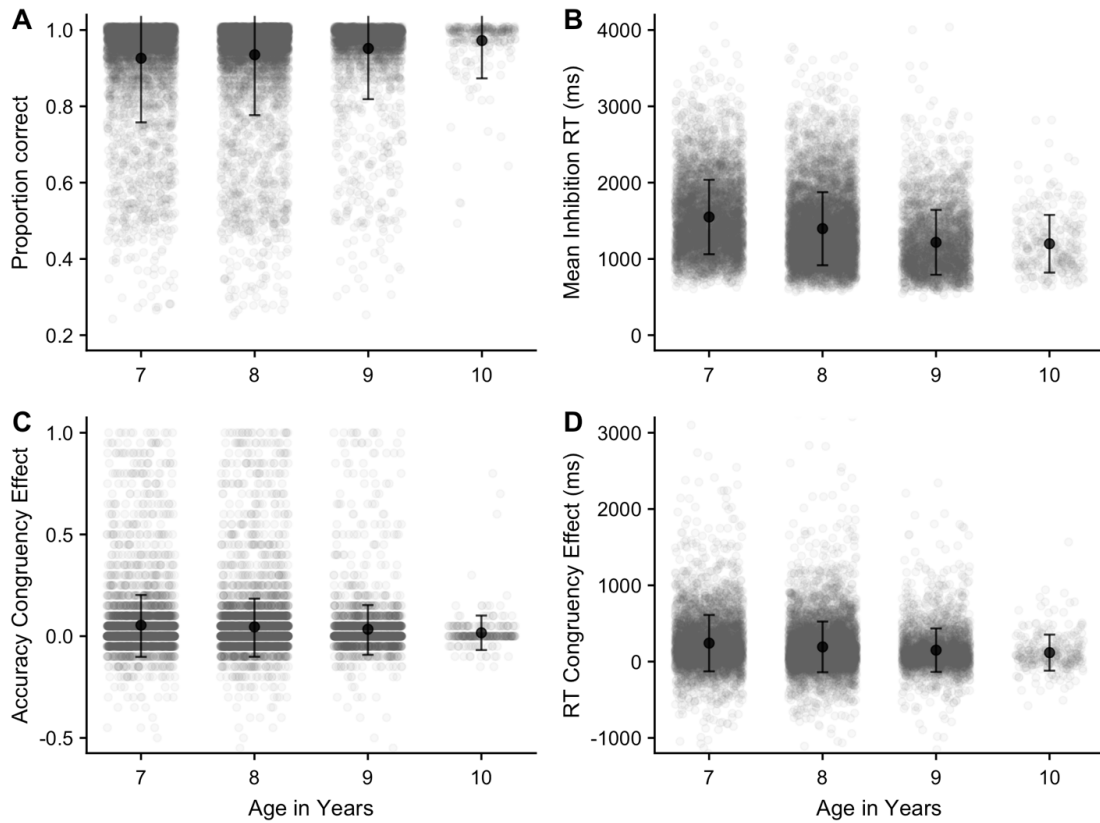 A
Proportion correct
1.0
0.8
0.6
0.4
0.2
7 8 9 10
B
Mean Inhibition RT (ms)
4000
3000
2000
1000
0
7 8 9 10
C
Accuracy Congruency Effect
1.0
0.5
0.0
-0.5
7 8 9 10
Age in Years
D
RT Congruency Effect (ms)
3000
2000
1000
0
-1000
7 8 9 10
Age in Years